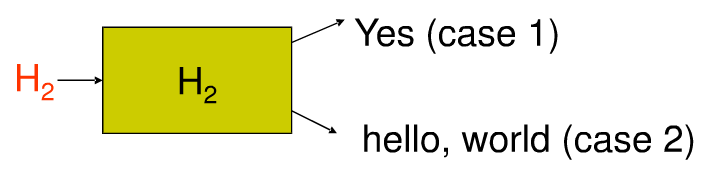 Yes (case 1)
H₂ H₂
hello, world (case 2)